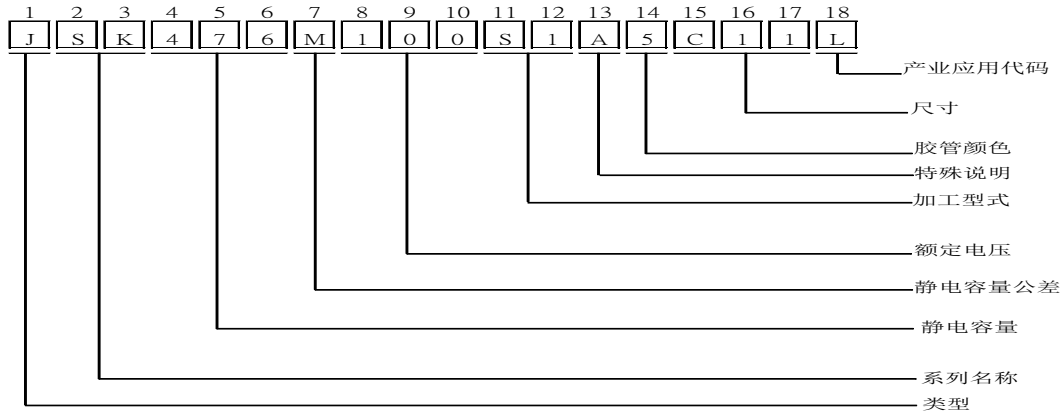 1 2 3 4 5 6 7 8 9 10 11 12 13 14 15 16 17 18
J S K 4 7 6 M 1 0 0 S 1 A 5 C 1 1 L
产业应用代码
尺寸
胶管颜色
特殊说明
加工型式
额定电压
静电容量公差
静电容量
系列名称
类型